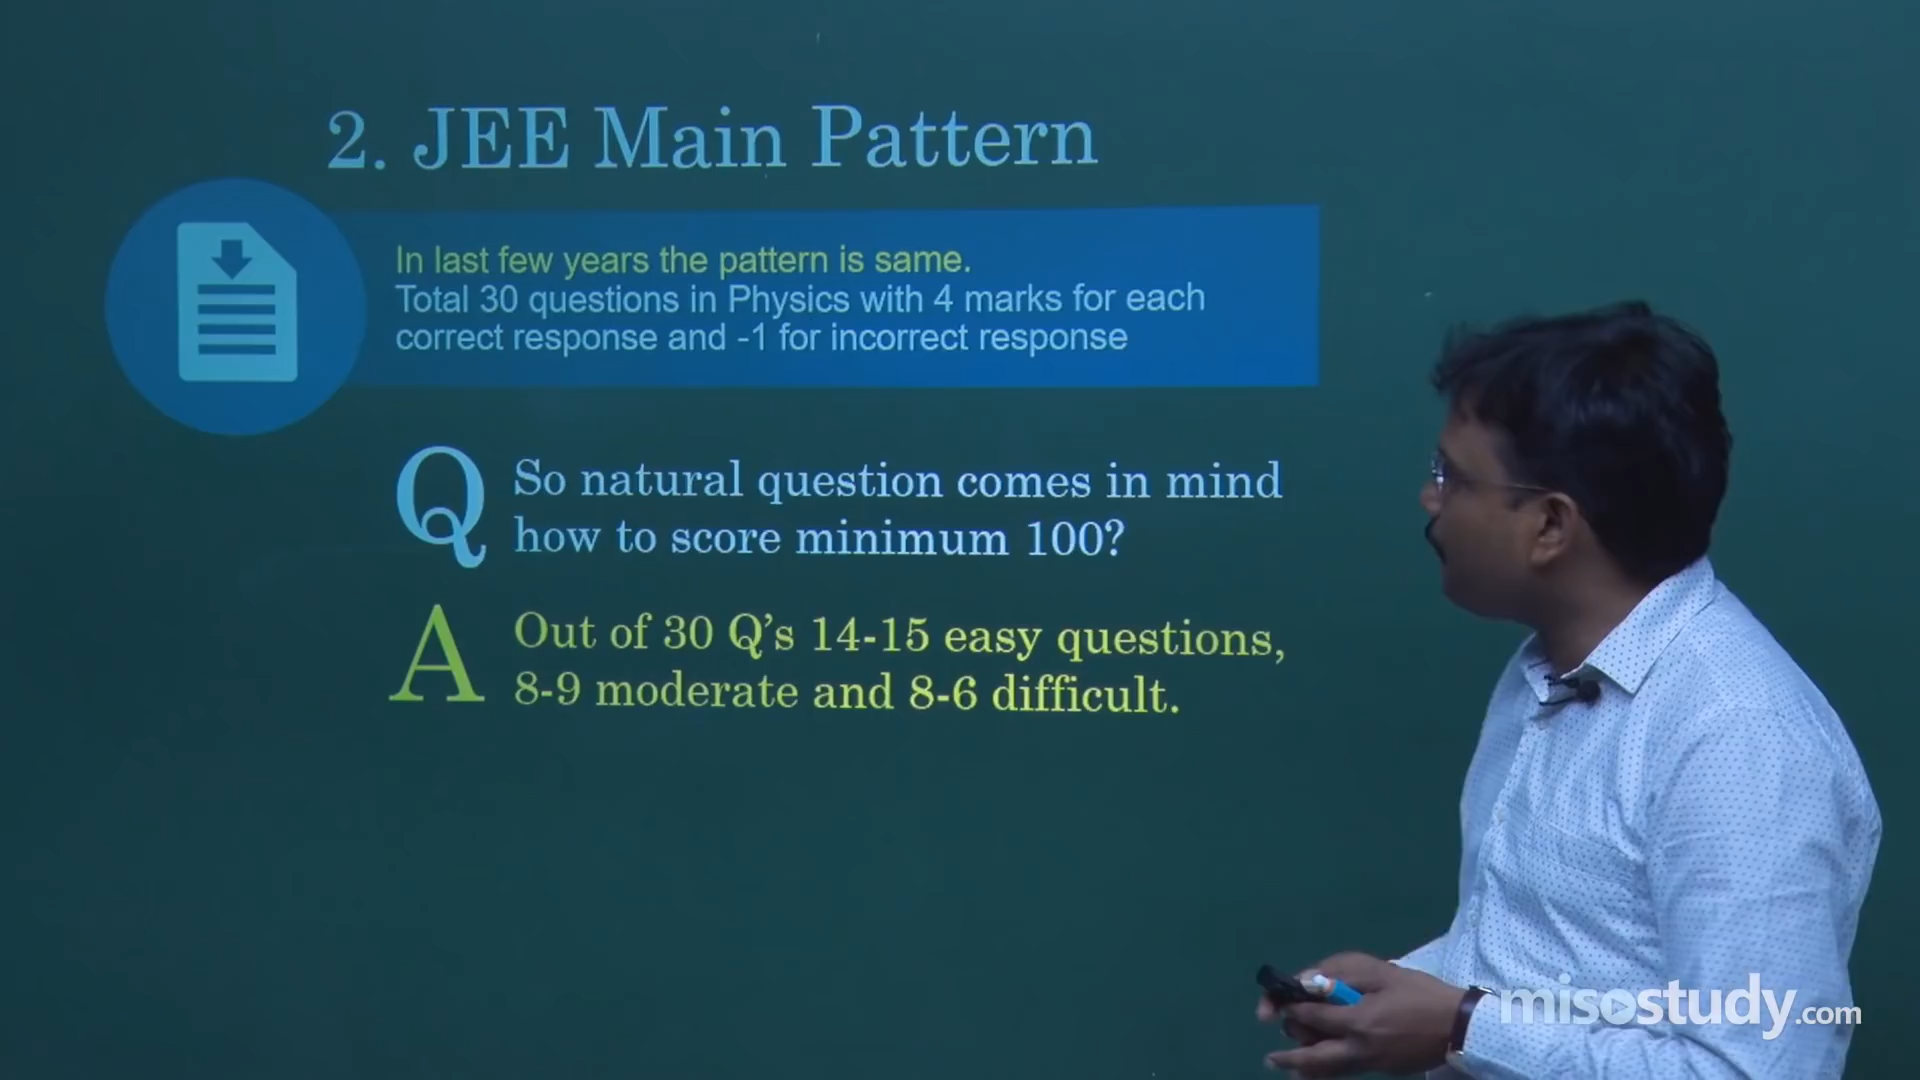 2. JEE Main Pattern
In last few years the pattern is same.
Total 30 questions in Physics with 4 marks for each
correct response and -1 for incorrect response
Q So natural question comes in mind
how to score minimum 100?
A Out of 30 Q's 14-15 easy questions,
8-9 moderate and 8-6 difficult.
misostudy.com